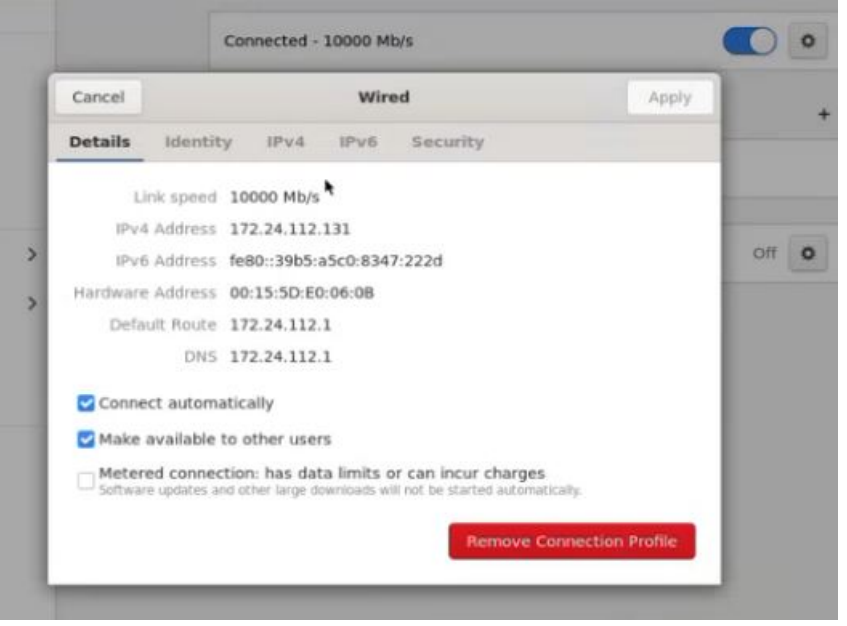 Connected - 10000 Mb/s
Cancel
Wired
Apply
Details
Identity
IPv4
IPv6
Security
Link speed 10000 Mb/s
IPv4 Address 172.24.112.131
IPv6 Address fe80::39b5:a5c0:8347:222d
Hardware Address 00:15:5D:E0:06:0B
Default Route 172.24.112.1
DNS 172.24.112.1
Off
Connect automatically
Make available to other users
Metered connection: has data limits or can incur charges
Software updates and other large downloads will not be started automatically.
Remove Connection Profile